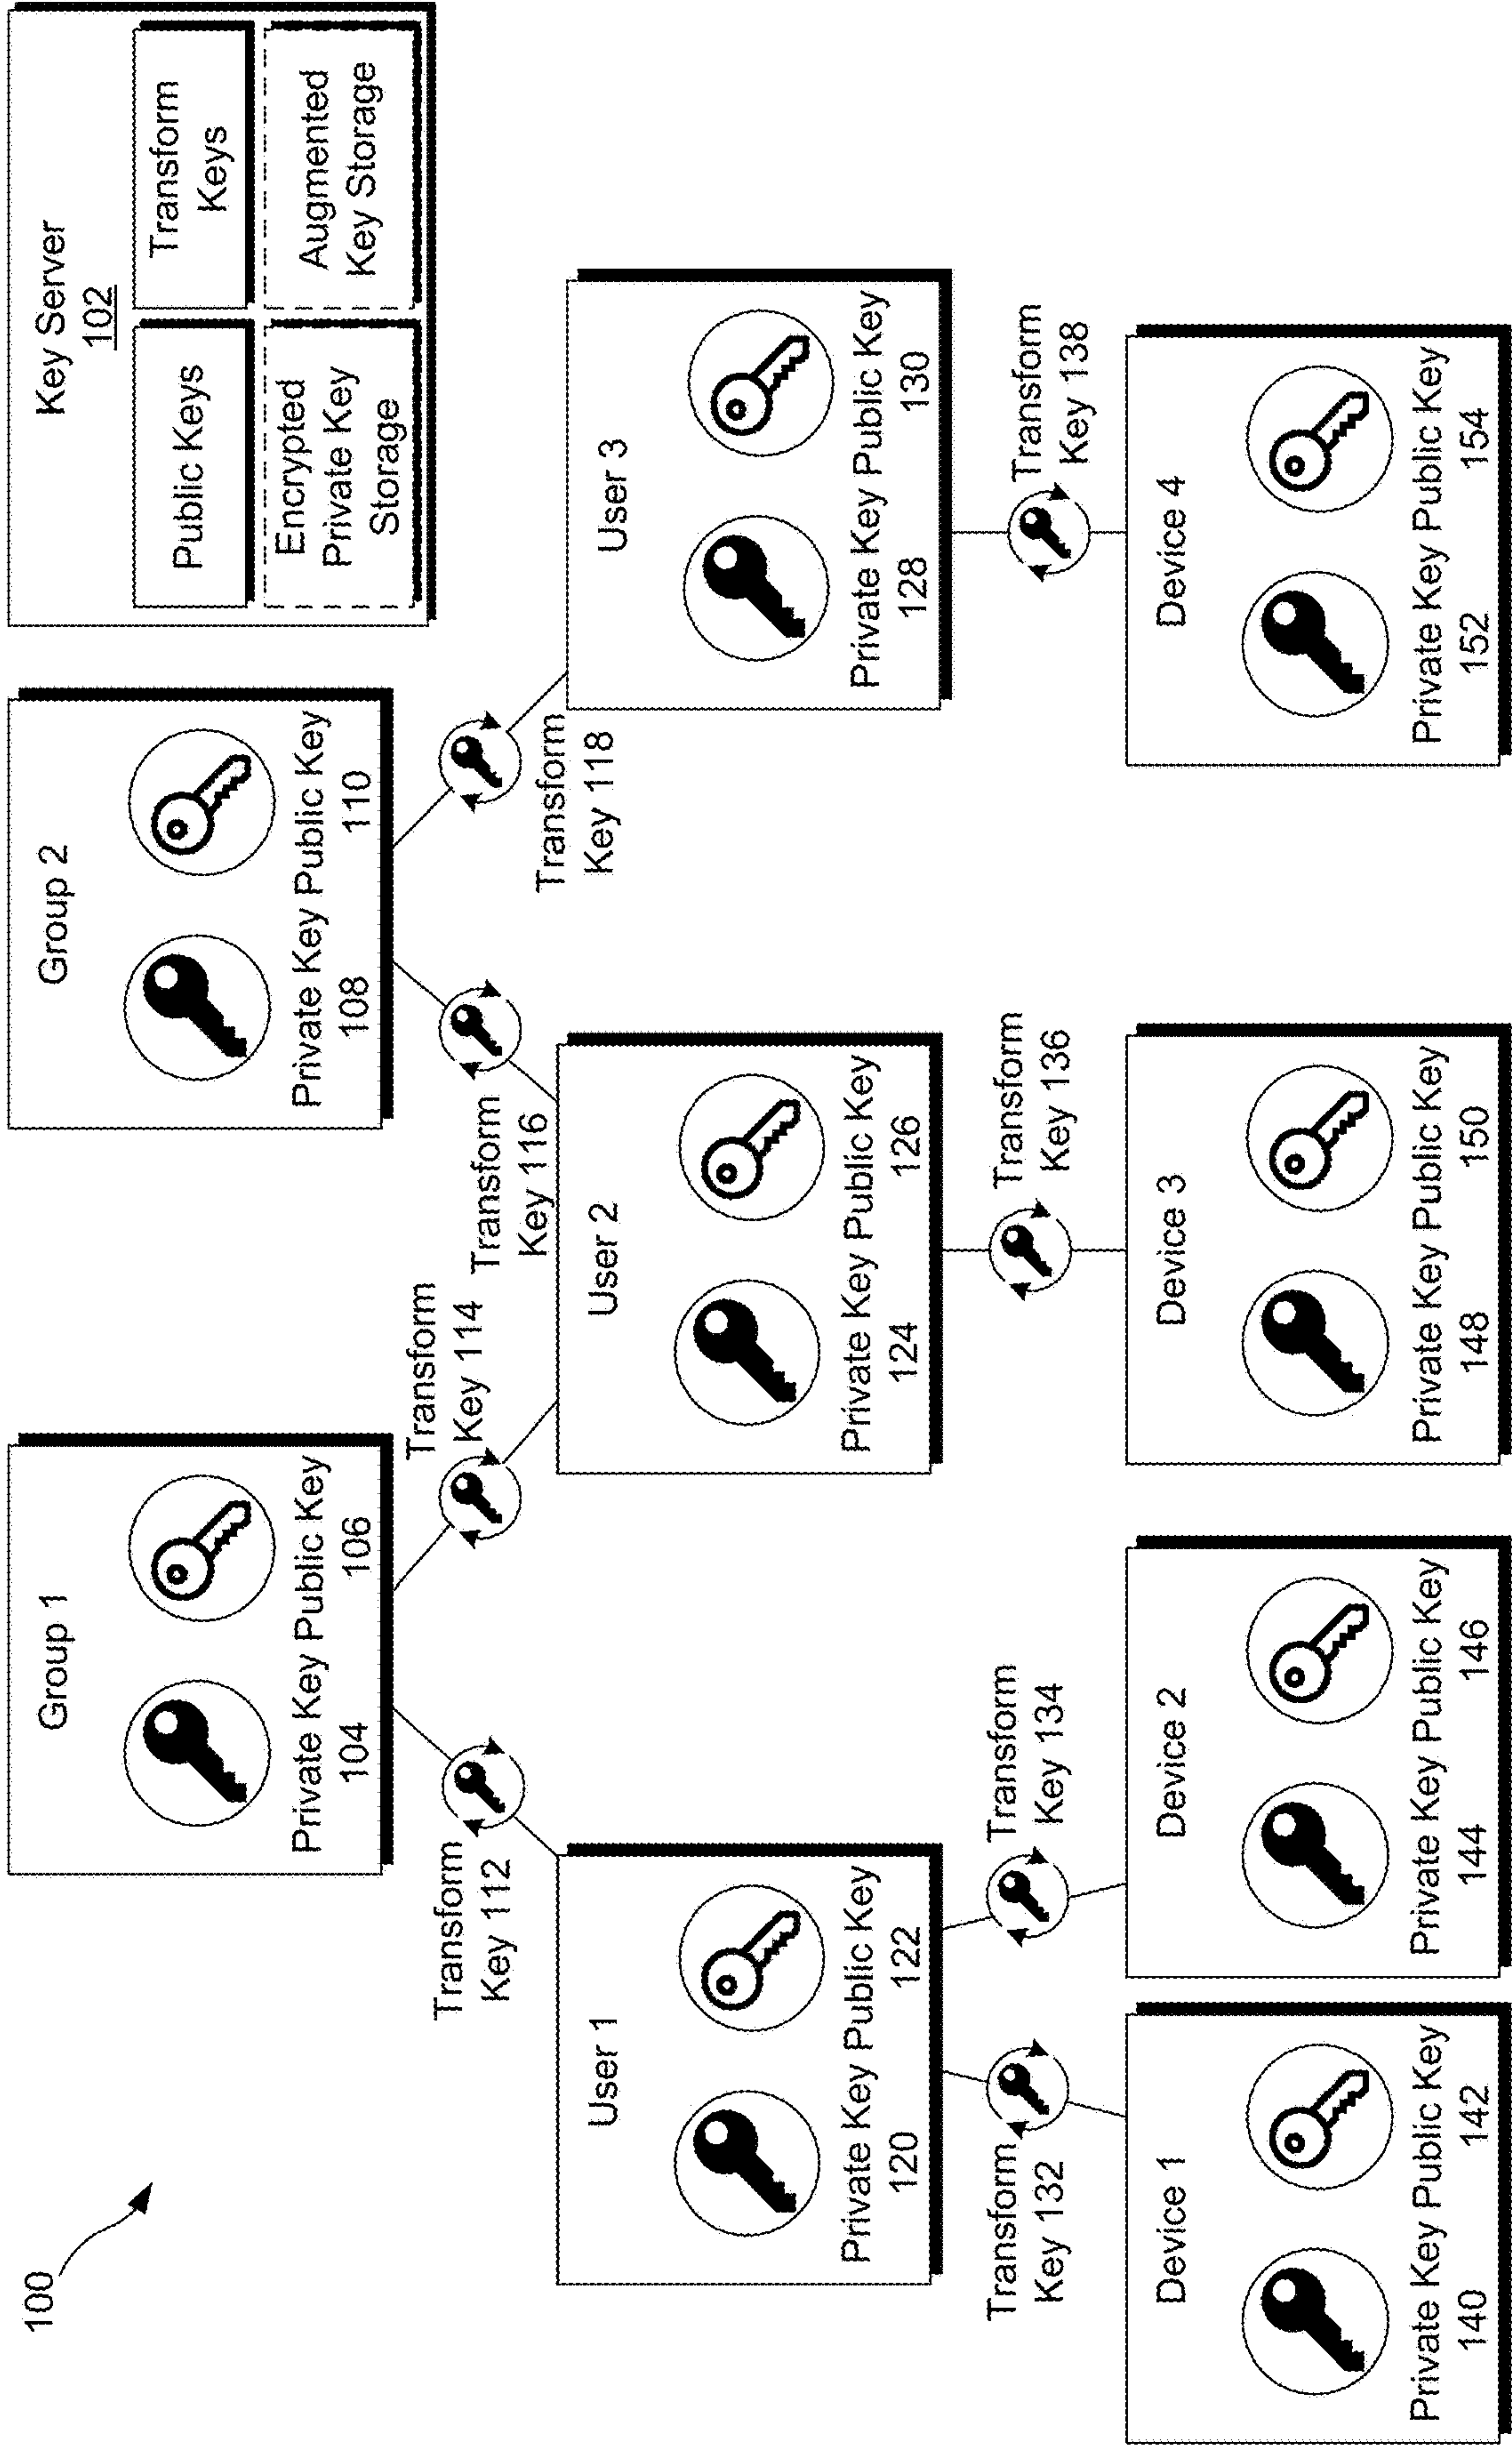 100
Group 1
Private Key Public Key
104 106
Group 2
Private Key Public Key
108 110
Key Server
102
Public Keys
Transform
Keys
Encrypted
Private Key
Storage
Augmented
Key Storage
Transform
Key 112
Transform
Key 114
Transform
Key 116
Transform
Key 118
User 1
Private Key Public Key
120 122
User 2
Private Key Public Key
124 126
User 3
Private Key Public Key
128 130
Transform
Key 132
Transform
Key 134
Transform
Key 136
Transform
Key 138
Device 1
Private Key Public Key
140 142
Device 2
Private Key Public Key
144 146
Device 3
Private Key Public Key
148 150
Device 4
Private Key Public Key
152 154